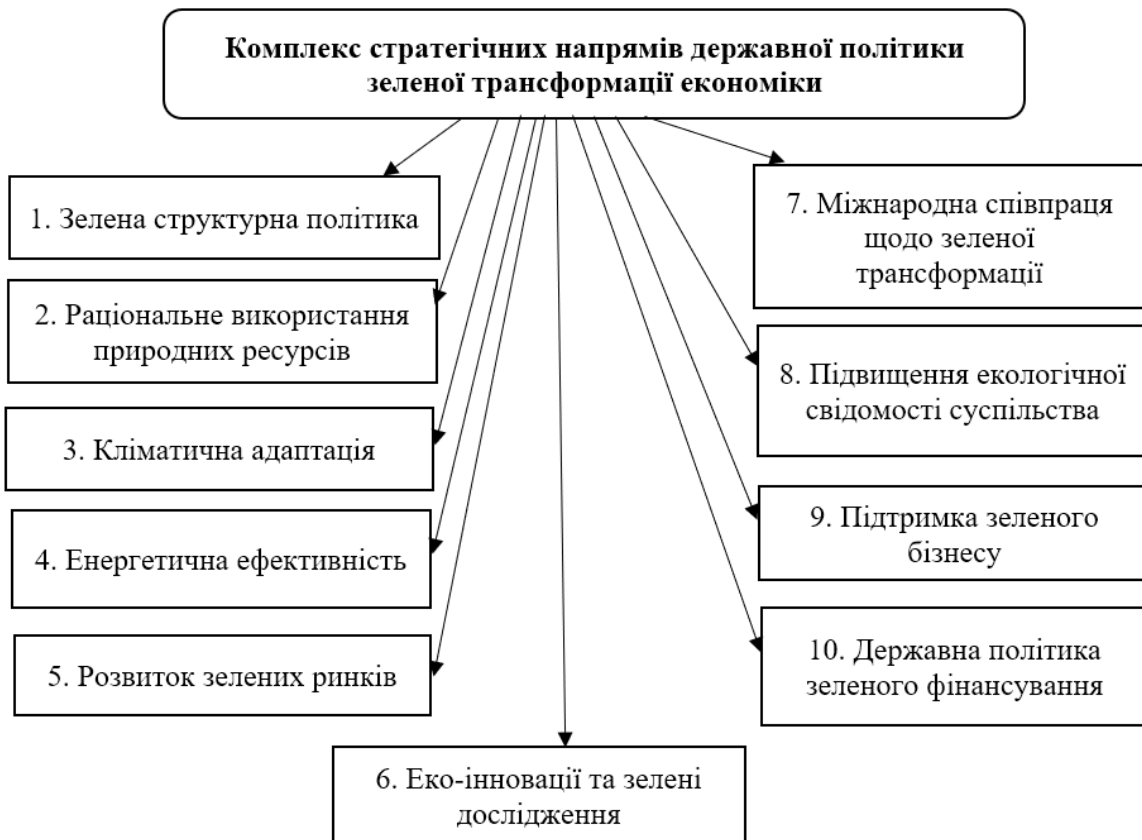 Комплекс стратегічних напрямів державної політики
зеленої трансформації економіки
1. Зелена структурна політика
2. Раціональне використання
природних ресурсів
3. Кліматична адаптація
4. Енергетична ефективність
5. Розвиток зелених ринків
6. Еко-інновації та зелені
дослідження
7. Міжнародна співпраця
щодо зеленої
трансформації
8. Підвищення екологічної
свідомості суспільства
9. Підтримка зеленого
бізнесу
10. Державна політика
зеленого фінансування